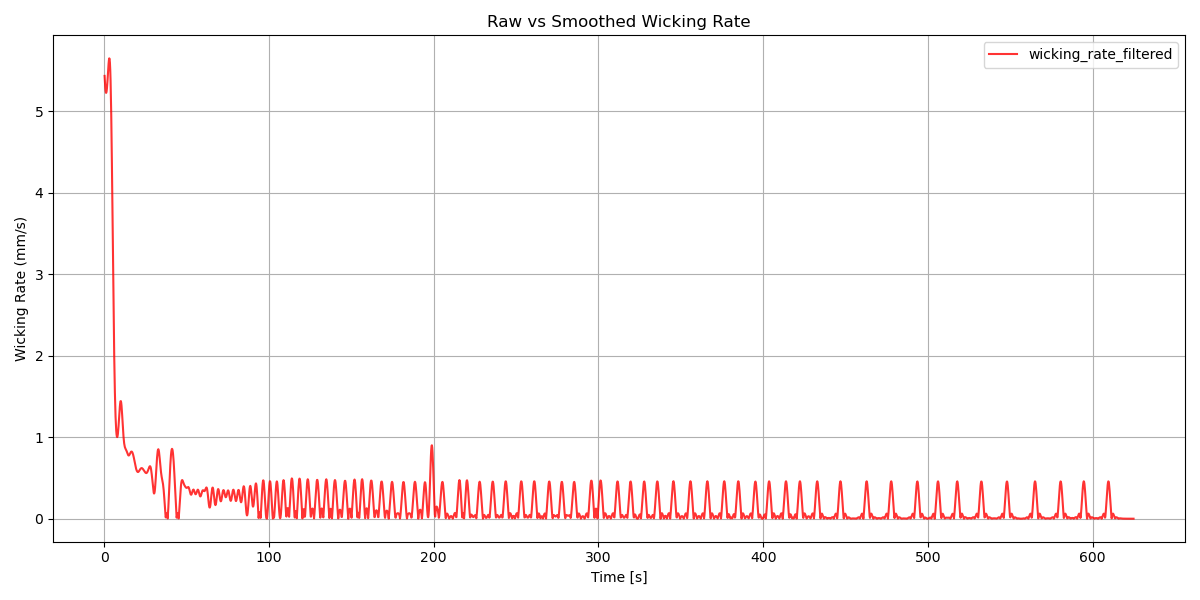 Raw vs Smoothed Wicking Rate
wicking_rate_filtered
Wicking Rate (mm/s)
5
4
3
2
1
0
0 100 200 300 400 500 600
Time [s]